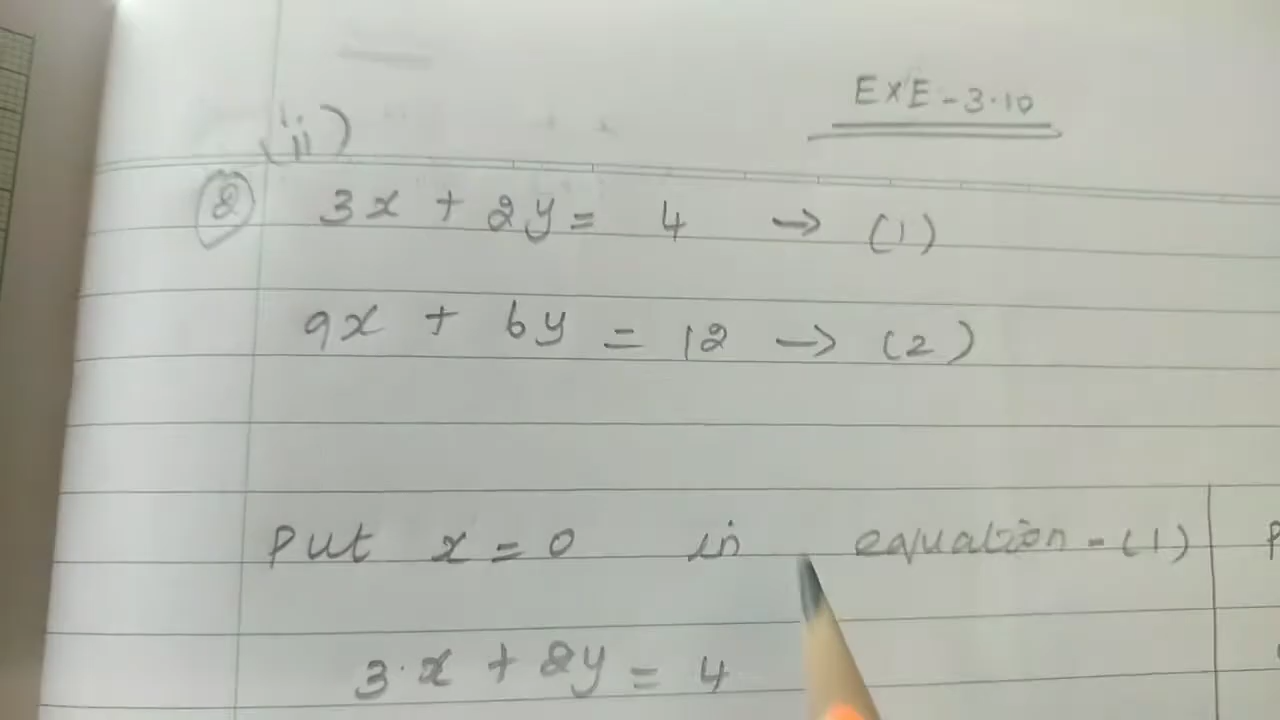 EXE-3.10
(ii)
② 3x + 2y = 4 → (1)
9x + 6y = 12 → (2)
Put x = 0 in equation - (1)
3·x + 2y = 4